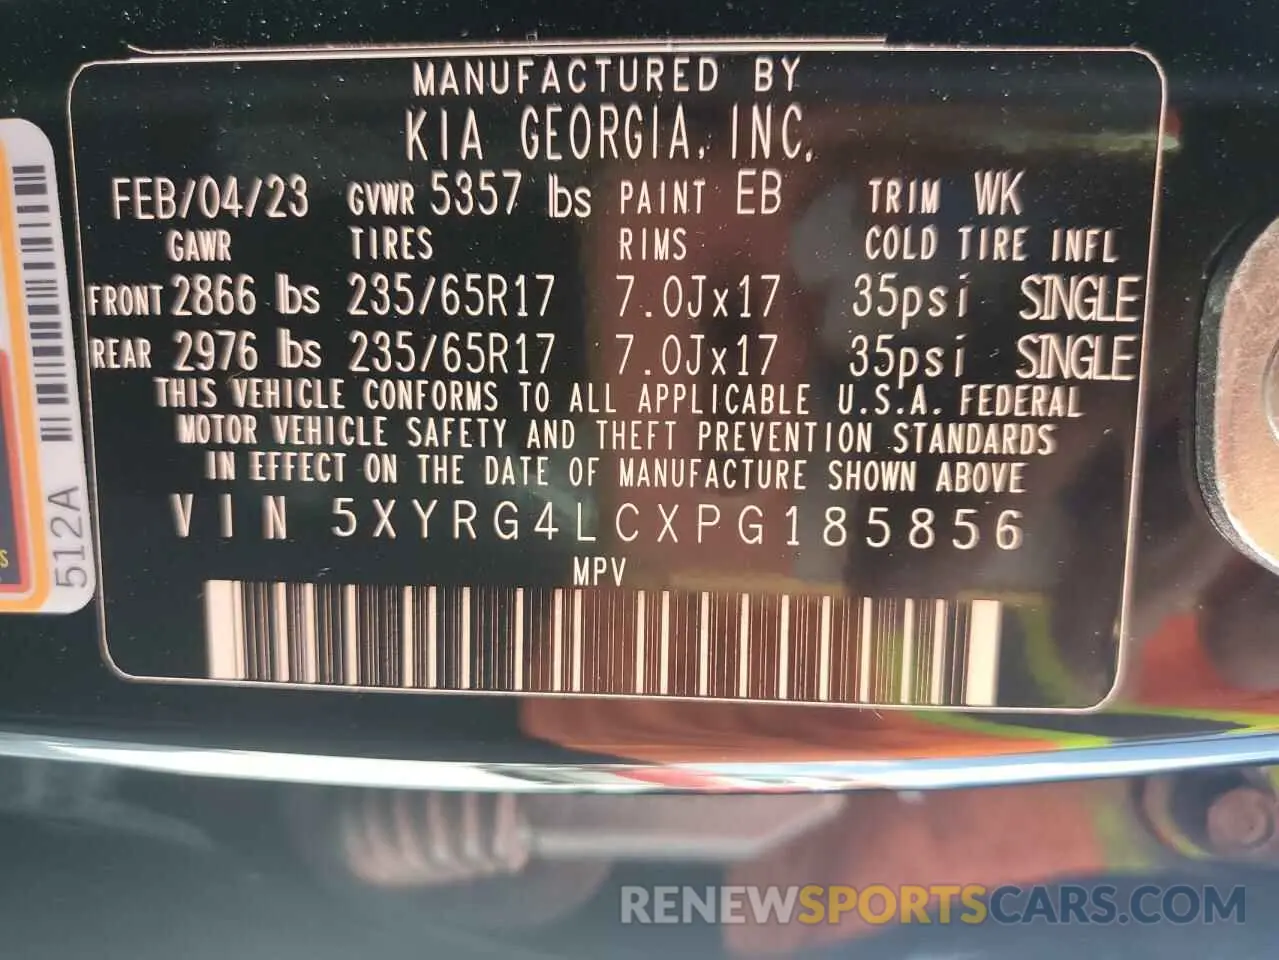 MANUFACTURED BY
KIA GEORGIA, INC.
FEB/04/23 GVWR 5357 lbs PAINT EB TRIM WK
GAWR TIRES RIMS COLD TIRE INFL
FRONT 2866 lbs 235/65R17 7.0Jx17 35psi SINGLE
REAR 2976 lbs 235/65R17 7.0Jx17 35psi SINGLE
THIS VEHICLE CONFORMS TO ALL APPLICABLE U.S.A. FEDERAL
MOTOR VEHICLE SAFETY AND THEFT PREVENTION STANDARDS
IN EFFECT ON THE DATE OF MANUFACTURE SHOWN ABOVE
VIN 5XYRG4LCXPG185856
MPV
512A
RENEWSPORTSCARS.COM